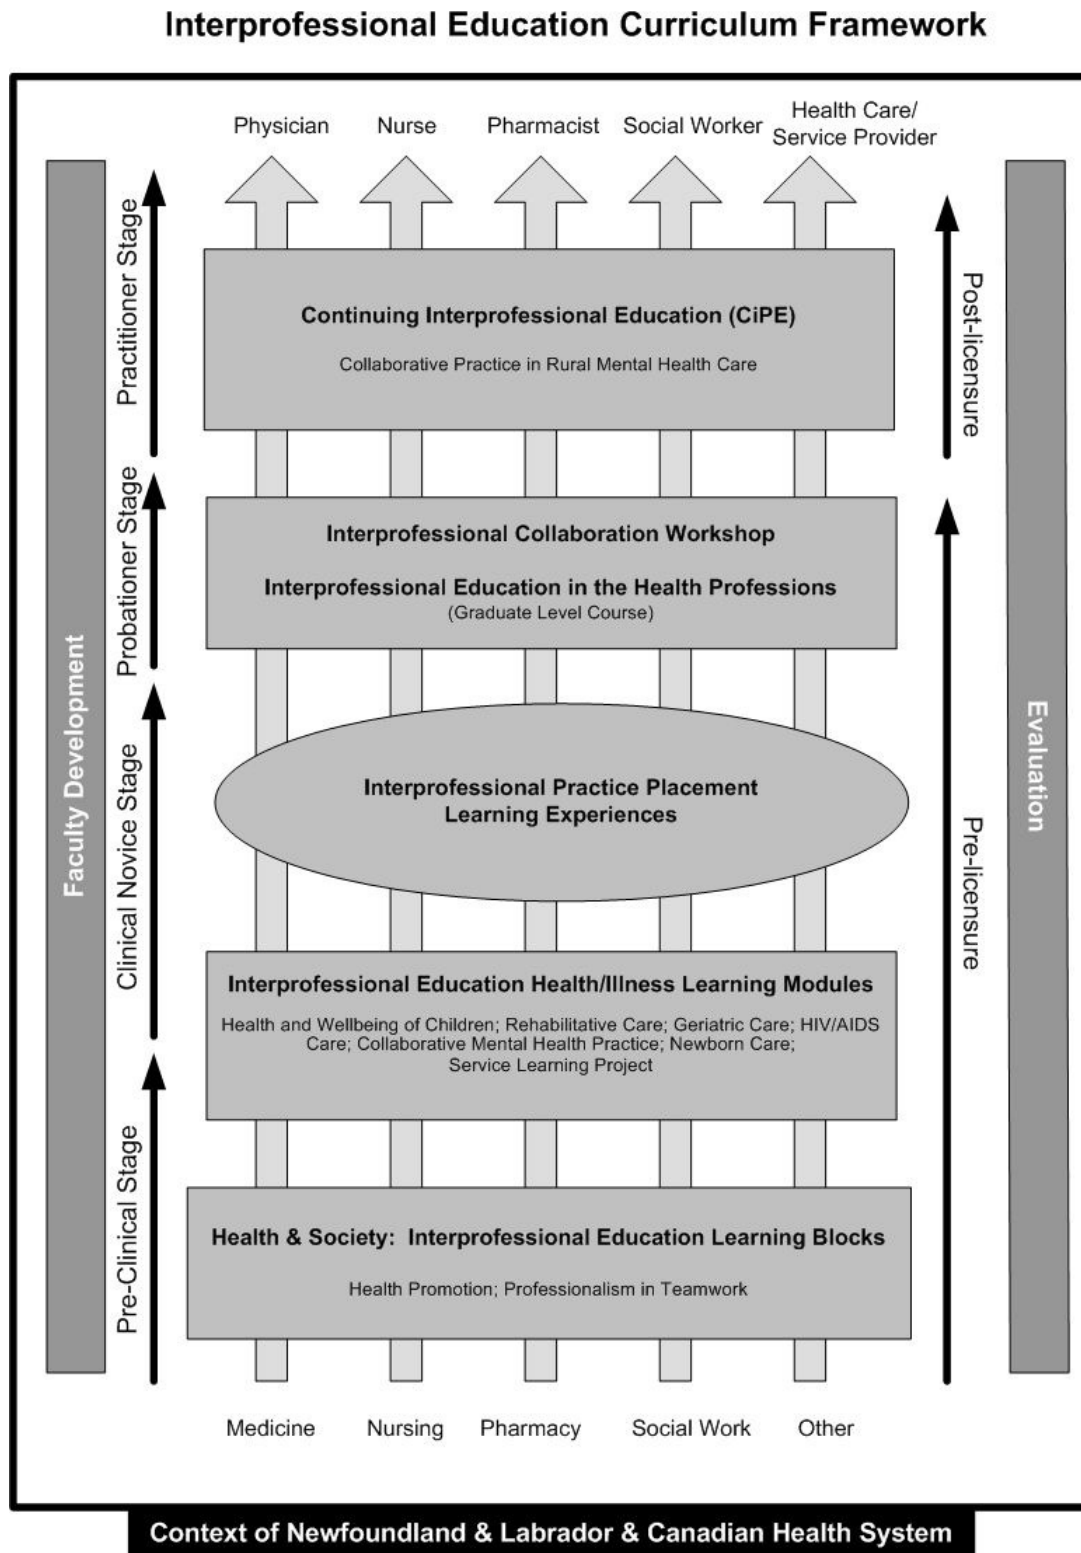 Interprofessional Education Curriculum Framework
Physician
Nurse
Pharmacist
Social Worker
Health Care/
Service Provider
Faculty Development
Practitioner Stage
Probationer Stage
Clinical Novice Stage
Pre-Clinical Stage
Continuing Interprofessional Education (CiPE)
Collaborative Practice in Rural Mental Health Care
Interprofessional Collaboration Workshop
Interprofessional Education in the Health Professions
(Graduate Level Course)
Interprofessional Practice Placement
Learning Experiences
Interprofessional Education Health/Illness Learning Modules
Health and Wellbeing of Children; Rehabilitative Care; Geriatric Care; HIV/AIDS
Care; Collaborative Mental Health Practice; Newborn Care;
Service Learning Project
Health & Society: Interprofessional Education Learning Blocks
Health Promotion; Professionalism in Teamwork
Post-licensure
Pre-licensure
Evaluation
Medicine
Nursing
Pharmacy
Social Work
Other
Context of Newfoundland & Labrador & Canadian Health System